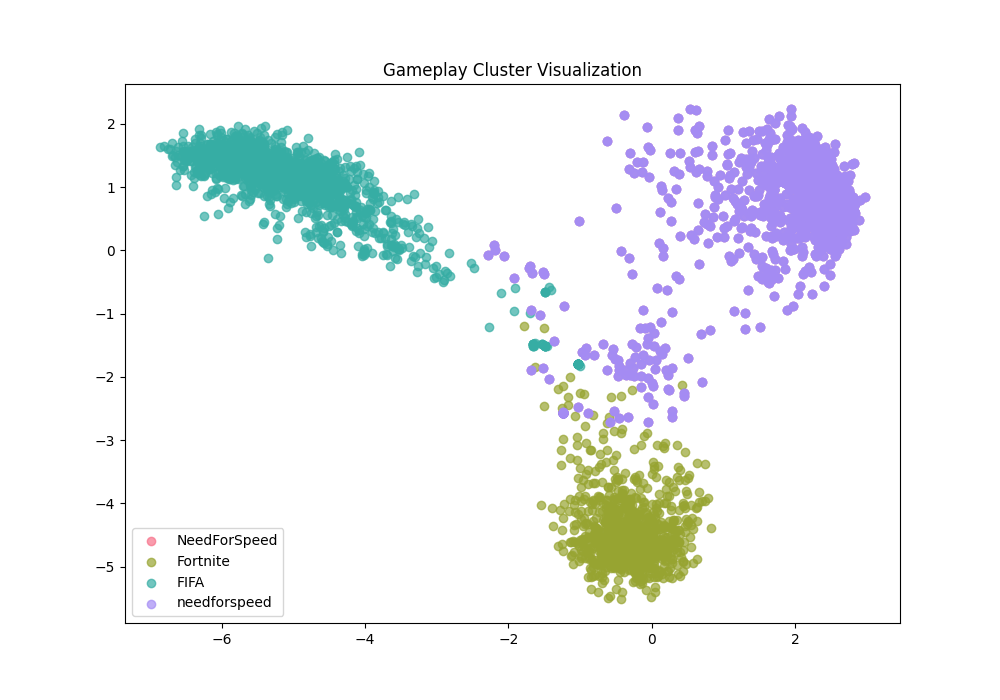 Gameplay Cluster Visualization
2
1
0
−1
−2
−3
−4
−5
−6
−4
−2
0
2
NeedForSpeed
Fortnite
FIFA
needforspeed